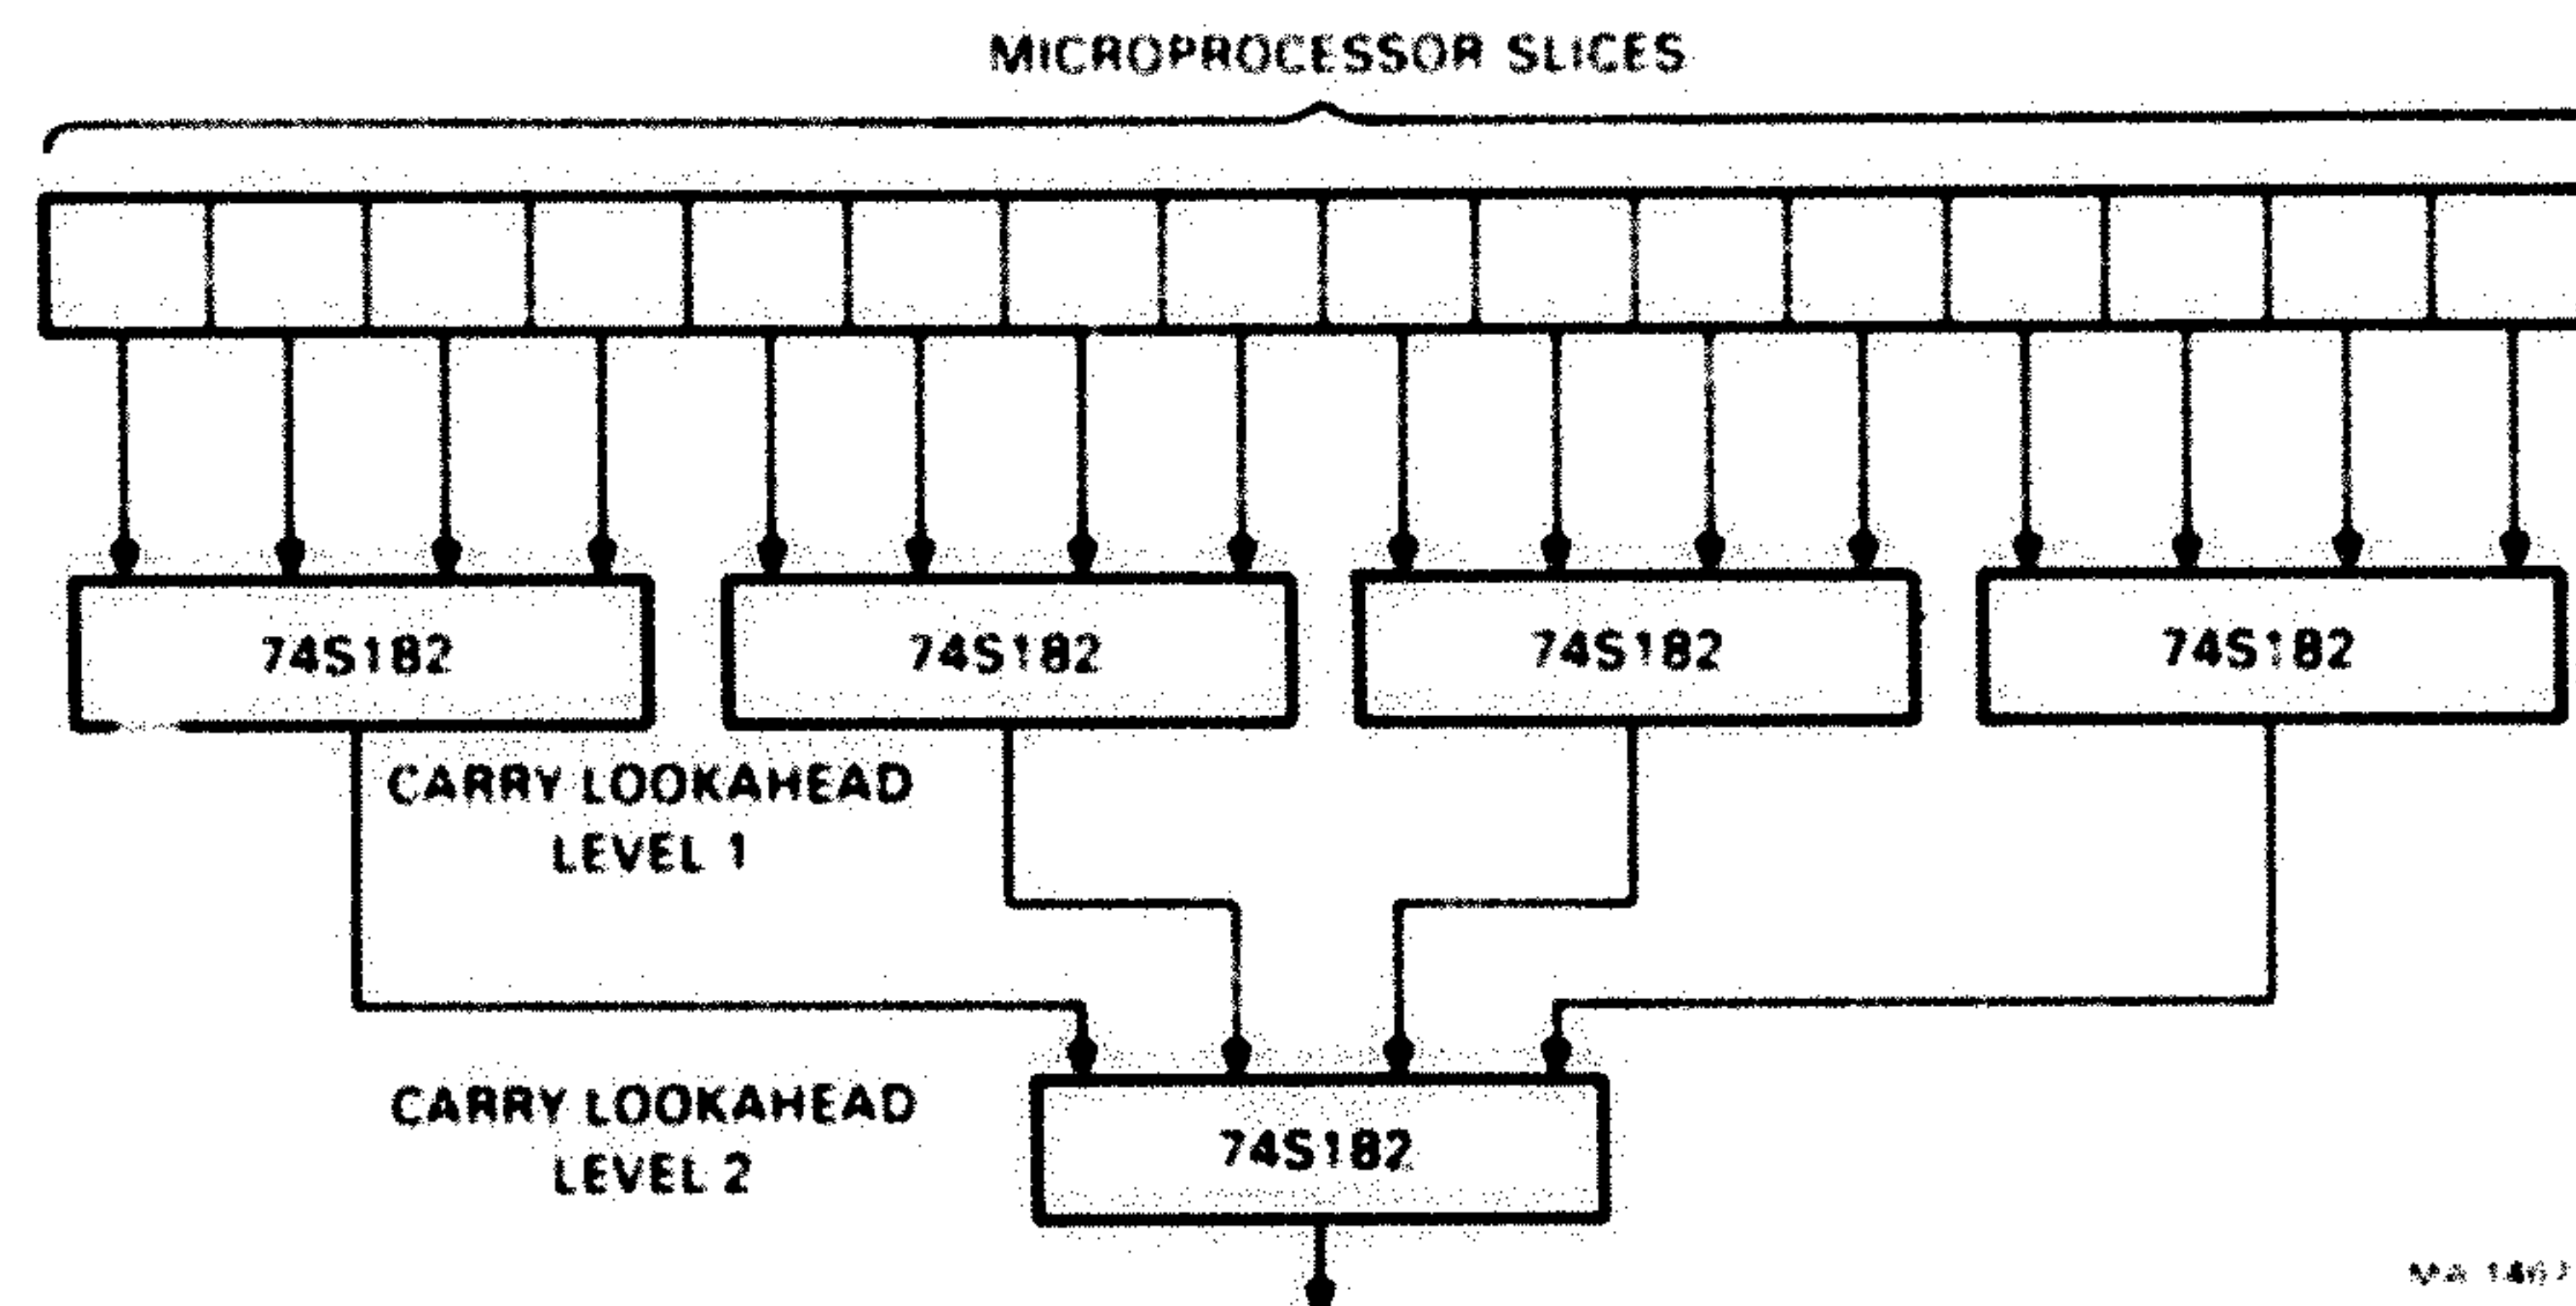 MICROPROCESSOR SLICES
74S182 74S182 74S182 74S182
CARRY LOOKAHEAD
LEVEL 1
CARRY LOOKAHEAD
LEVEL 2
74S182